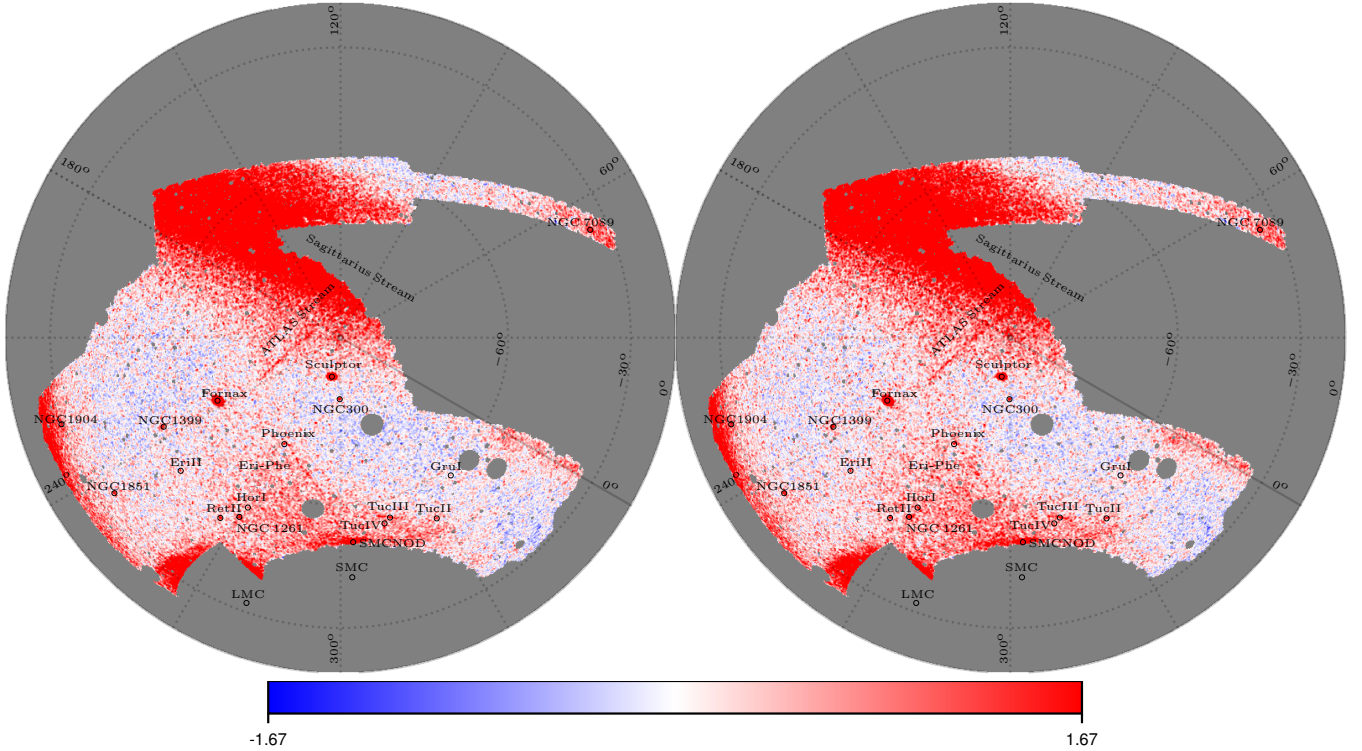 120°
180°
60°
NGC 7089
Sagittarius Stream
ATLAS Stream
−60°
−30°
0°
Sculptor
Fornax
NGC300
NGC1904
NGC1399
Phoenix
EriII
Eri-Phe
GruI
240°
NGC1851
0°
HorI
RetII
NGC 1261
TucIII
TucII
TucIV
SMCNOD
SMC
LMC
300°
120°
180°
60°
NGC 7089
Sagittarius Stream
ATLAS Stream
−60°
−30°
0°
Sculptor
Fornax
NGC300
NGC1904
NGC1399
Phoenix
EriII
Eri-Phe
GruI
240°
NGC1851
0°
HorI
RetII
NGC 1261
TucIII
TucII
TucIV
SMCNOD
SMC
LMC
300°
-1.67
1.67